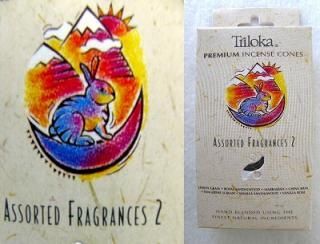 ASSORTED FRAGRANCES 2
Triloka
PREMIUM INCENSE CONES
ASSORTED FRAGRANCES 2
HAND BLENDED USING THE
FINEST NATURAL INGREDIENTS